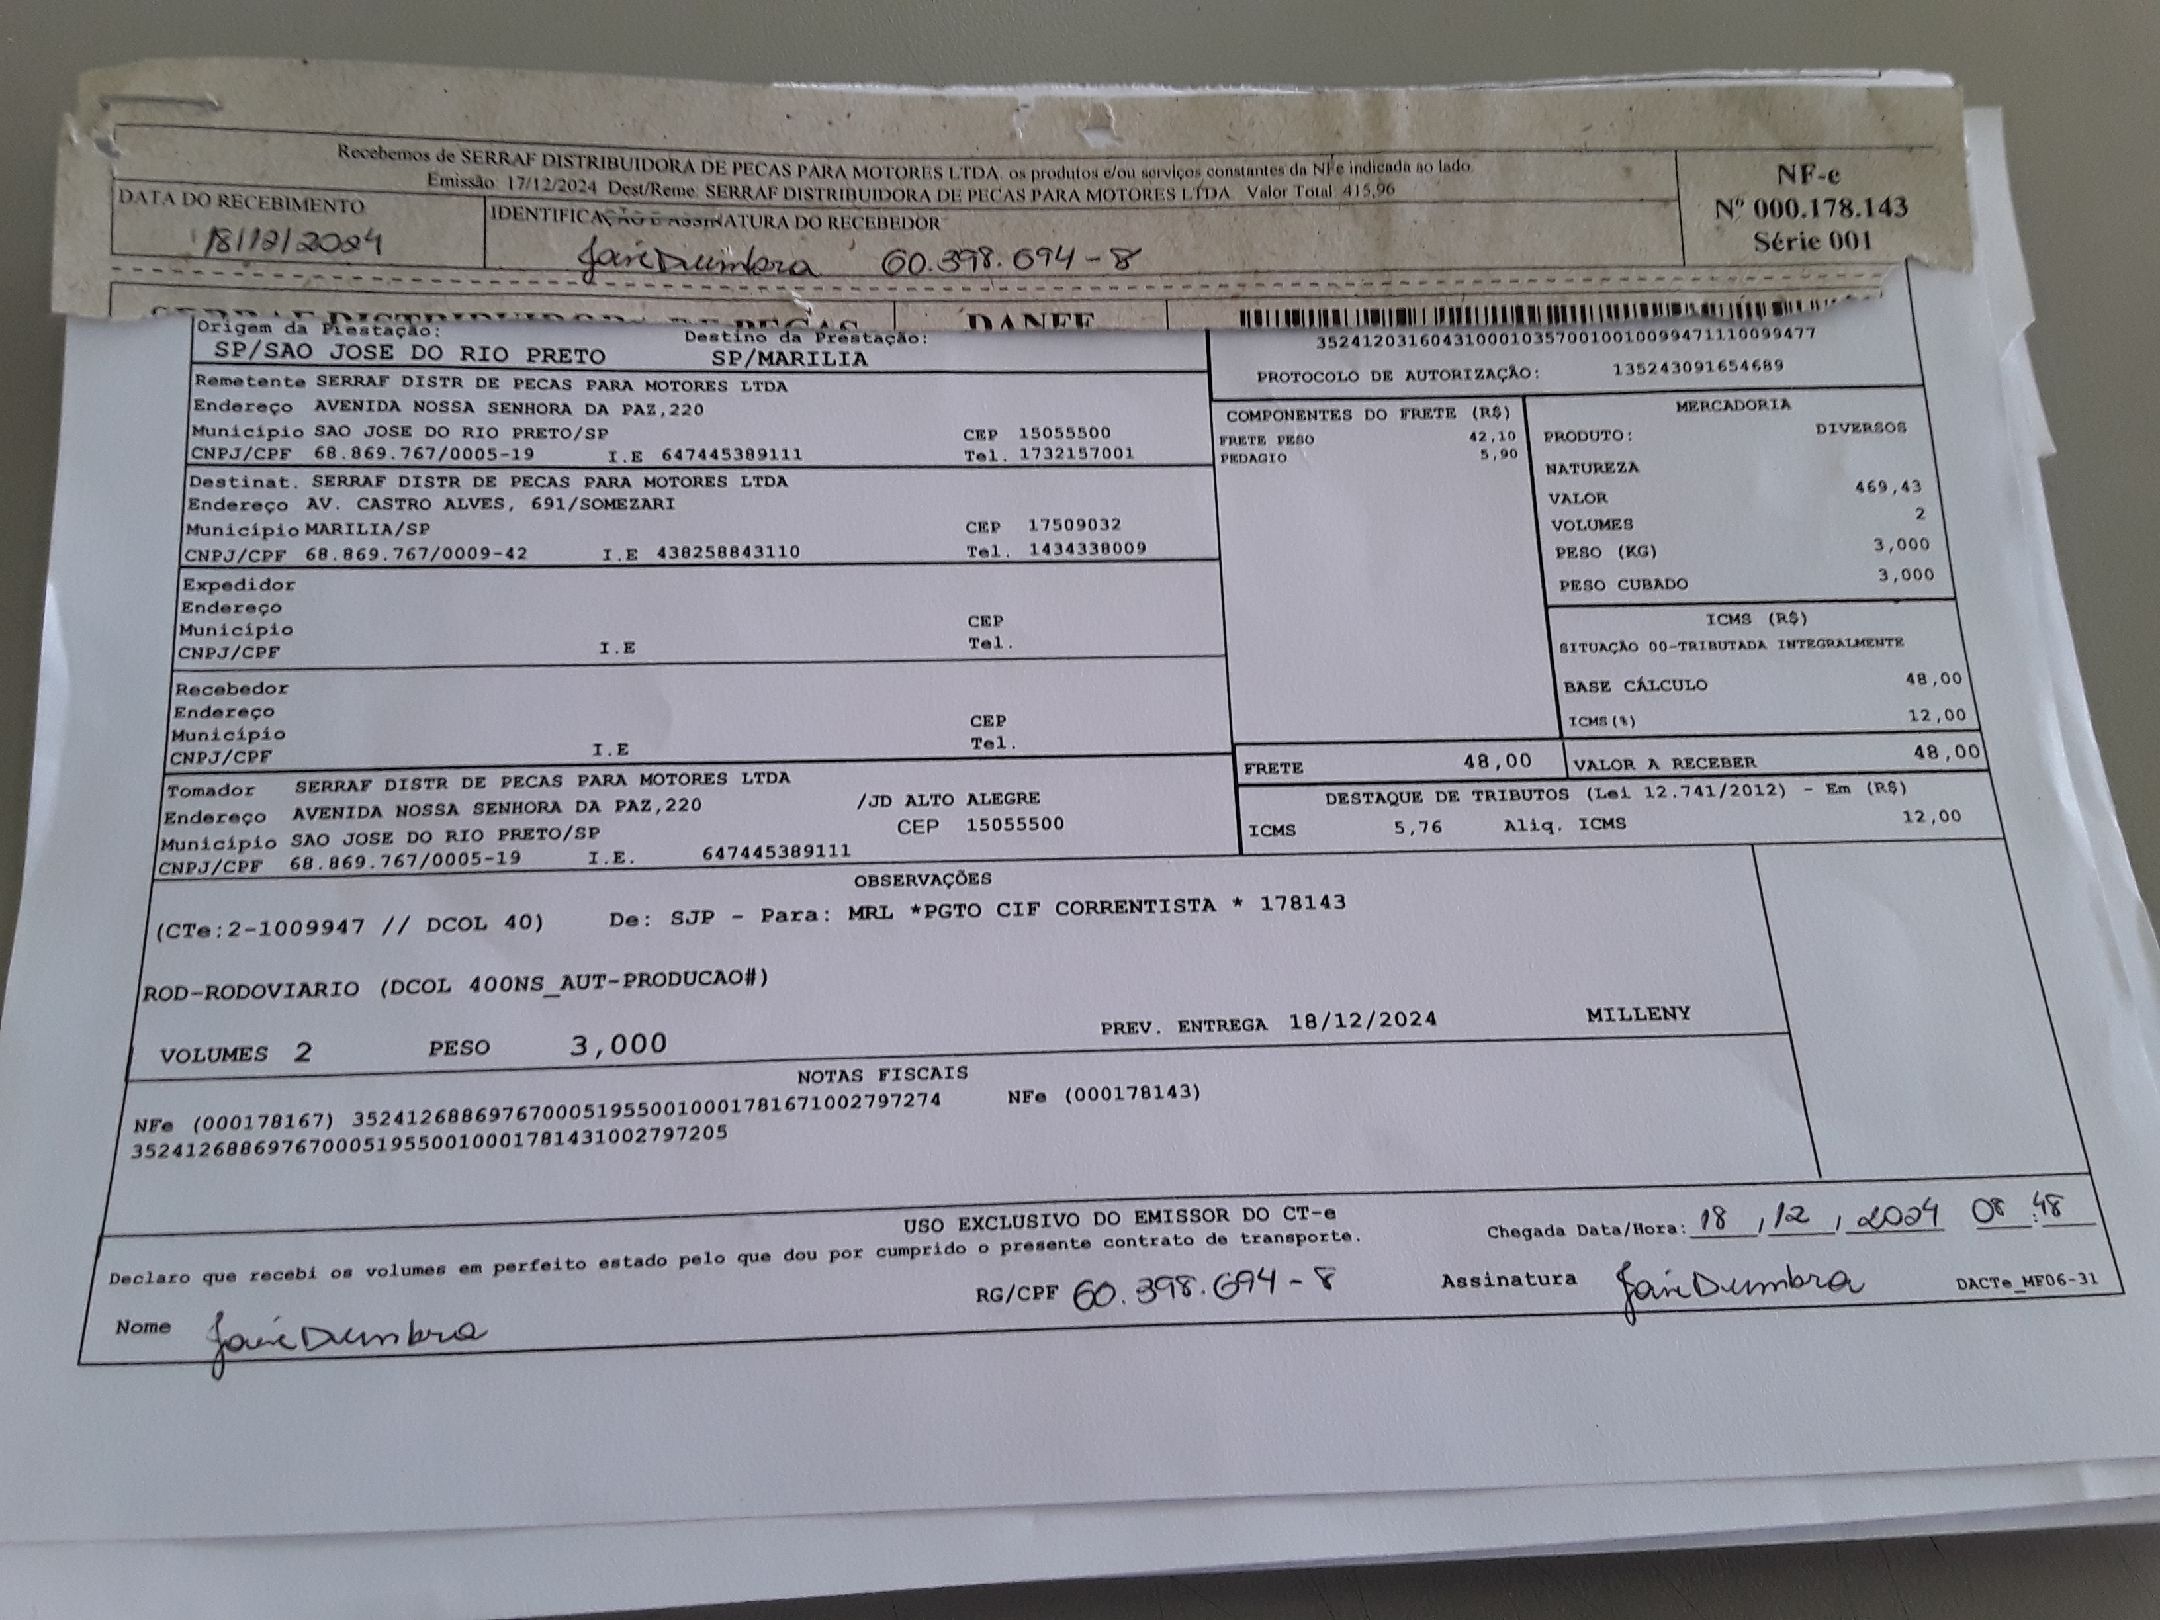 Recebemos de SERRAF DISTRIBUIDORA DE PECAS PARA MOTORES LTDA. os produtos e/ou serviços constantes da NFe indicada ao lado.
Emissão: 17/12/2024 Dest/Reme: SERRAF DISTRIBUIDORA DE PECAS PARA MOTORES LTDA Valor Total: 415,96
NF-e
Nº 000.178.143
Série 001
DATA DO RECEBIMENTO
18/12/2024
IDENTIFICAÇÃO E ASSINATURA DO RECEBEDOR
60.398.694-8
DANFE
Origem da Prestação:
SP/SAO JOSE DO RIO PRETO
Destino da Prestação:
SP/MARILIA
35241203160431000103570010010099471110099477
PROTOCOLO DE AUTORIZAÇÃO: 135243091654689
Remetente SERRAF DISTR DE PECAS PARA MOTORES LTDA
Endereço AVENIDA NOSSA SENHORA DA PAZ,220
Município SAO JOSE DO RIO PRETO/SP CEP 15055500
CNPJ/CPF 68.869.767/0005-19 I.E 647445389111 Tel. 1732157001
Destinat. SERRAF DISTR DE PECAS PARA MOTORES LTDA
Endereço AV. CASTRO ALVES, 691/SOMEZARI
Município MARILIA/SP CEP 17509032
CNPJ/CPF 68.869.767/0009-42 I.E 438258843110 Tel. 1434338009
Expedidor
Endereço
Município CEP
CNPJ/CPF I.E Tel.
Recebedor
Endereço
Município CEP
CNPJ/CPF I.E Tel.
Tomador SERRAF DISTR DE PECAS PARA MOTORES LTDA
Endereço AVENIDA NOSSA SENHORA DA PAZ,220 /JD ALTO ALEGRE
Município SAO JOSE DO RIO PRETO/SP CEP 15055500
CNPJ/CPF 68.869.767/0005-19 I.E. 647445389111
COMPONENTES DO FRETE (R$)
FRETE PESO 42,10
PEDAGIO 5,90
MERCADORIA
PRODUTO: DIVERSOS
NATUREZA
VALOR 469,43
VOLUMES 2
PESO (KG) 3,000
PESO CUBADO 3,000
ICMS (R$)
SITUAÇÃO 00-TRIBUTADA INTEGRALMENTE
BASE CÁLCULO 48,00
ICMS(%) 12,00
FRETE 48,00 VALOR A RECEBER 48,00
DESTAQUE DE TRIBUTOS (Lei 12.741/2012) - Em (R$)
ICMS 5,76 Aliq. ICMS 12,00
OBSERVAÇÕES
(CTe:2-1009947 // DCOL 40) De: SJP - Para: MRL *PGTO CIF CORRENTISTA * 178143
ROD-RODOVIARIO (DCOL 400NS_AUT-PRODUCAO#)
VOLUMES 2 PESO 3,000 PREV. ENTREGA 18/12/2024 MILLENY
NOTAS FISCAIS
NFe (000178167) 35241268869767000519550010001781671002797274 NFe (000178143)
35241268869767000519550010001781431002797205
USO EXCLUSIVO DO EMISSOR DO CT-e
Chegada Data/Hora: 18 /12 / 2024 08:48
Declaro que recebi os volumes em perfeito estado pelo que dou por cumprido o presente contrato de transporte.
Nome
RG/CPF 60.398.694-8
Assinatura
DACTe_MF06-31